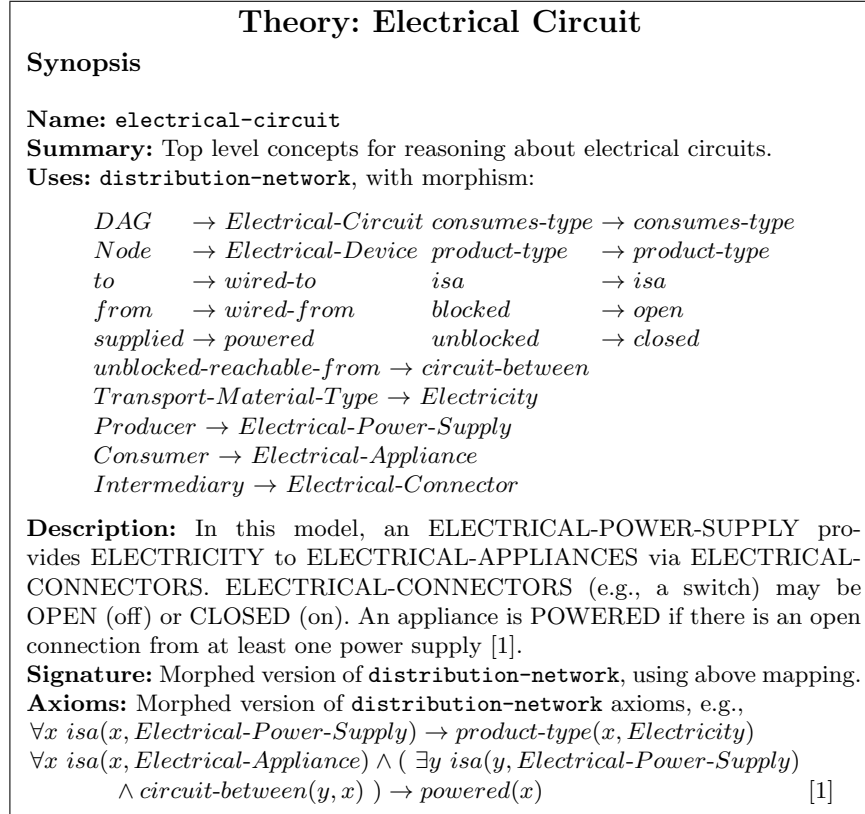 Theory: Electrical Circuit
Synopsis
Name: electrical-circuit
Summary: Top level concepts for reasoning about electrical circuits.
Uses: distribution-network, with morphism:
DAG → Electrical-Circuit consumes-type → consumes-type
Node → Electrical-Device product-type → product-type
to → wired-to isa → isa
from → wired-from blocked → open
supplied → powered unblocked → closed
unblocked-reachable-from → circuit-between
Transport-Material-Type → Electricity
Producer → Electrical-Power-Supply
Consumer → Electrical-Appliance
Intermediary → Electrical-Connector
Description: In this model, an ELECTRICAL-POWER-SUPPLY pro-
vides ELECTRICITY to ELECTRICAL-APPLIANCES via ELECTRICAL-
CONNECTORS. ELECTRICAL-CONNECTORS (e.g., a switch) may be
OPEN (off) or CLOSED (on). An appliance is POWERED if there is an open
connection from at least one power supply [1].
Signature: Morphed version of distribution-network, using above mapping.
Axioms: Morphed version of distribution-network axioms, e.g.,
∀x isa(x, Electrical-Power-Supply) → product-type(x, Electricity)
∀x isa(x, Electrical-Appliance) ∧ ( ∃y isa(y, Electrical-Power-Supply)
∧ circuit-between(y, x) ) → powered(x) [1]